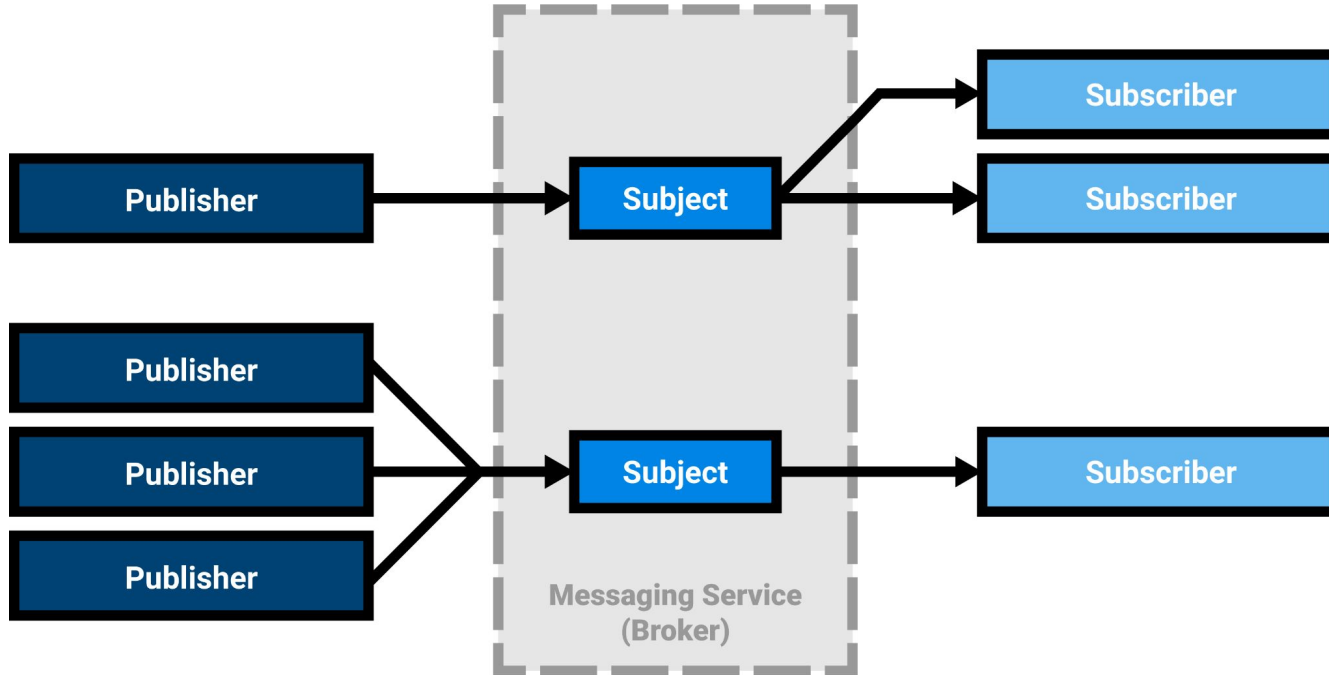 Subscriber
Publisher
Subject
Subscriber
Publisher
Publisher
Subject
Subscriber
Publisher
Messaging Service
(Broker)